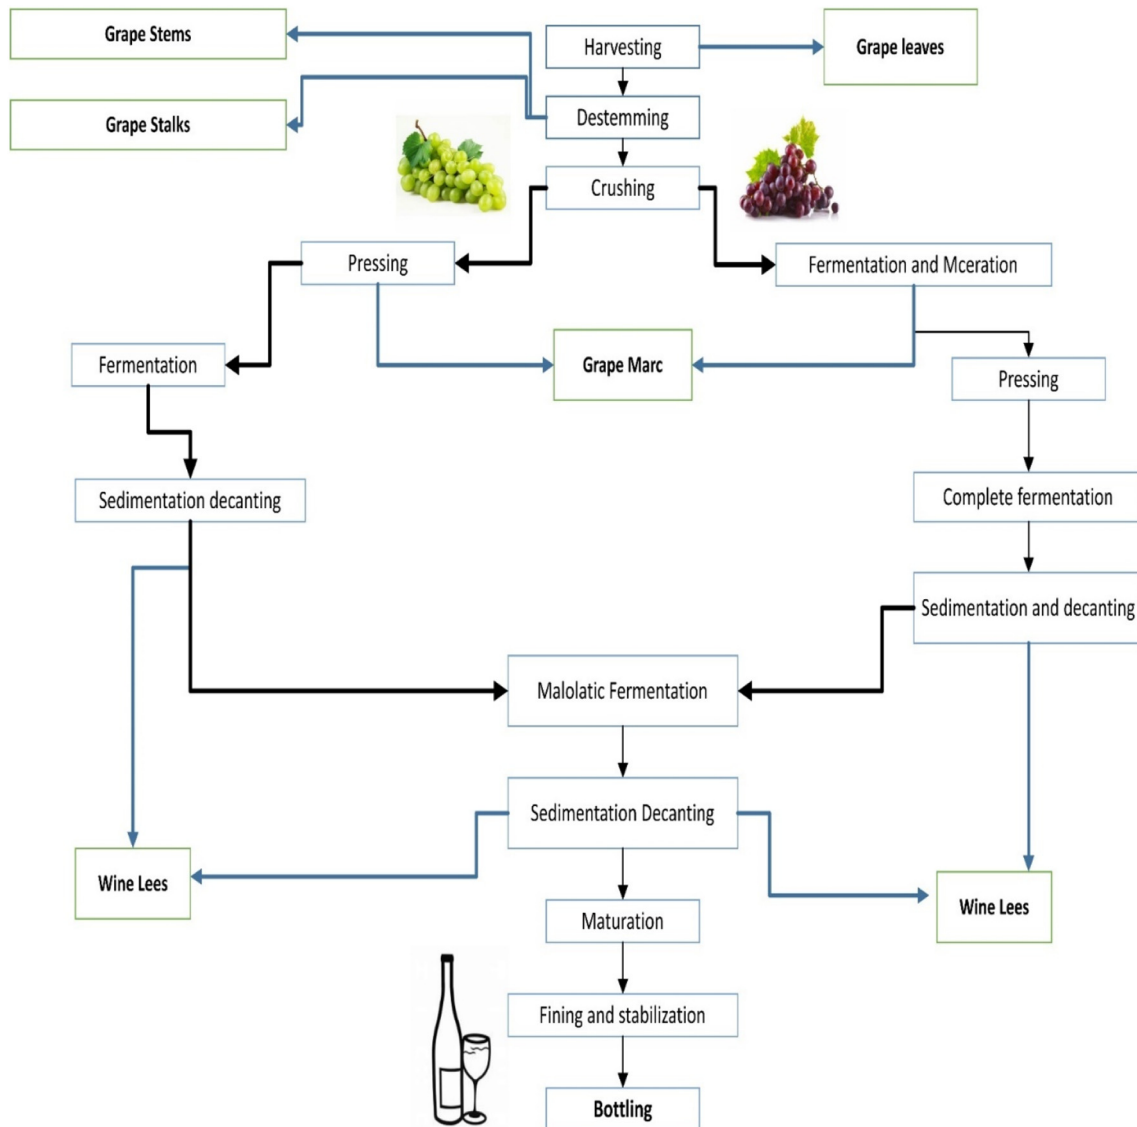 Grape Stems
Harvesting
Grape leaves
Grape Stalks
Destemming
Crushing
Pressing
Fermentation and Mceration
Fermentation
Grape Marc
Pressing
Sedimentation decanting
Complete fermentation
Sedimentation and decanting
Malolatic Fermentation
Sedimentation Decanting
Wine Lees
Wine Lees
Maturation
Fining and stabilization
Bottling